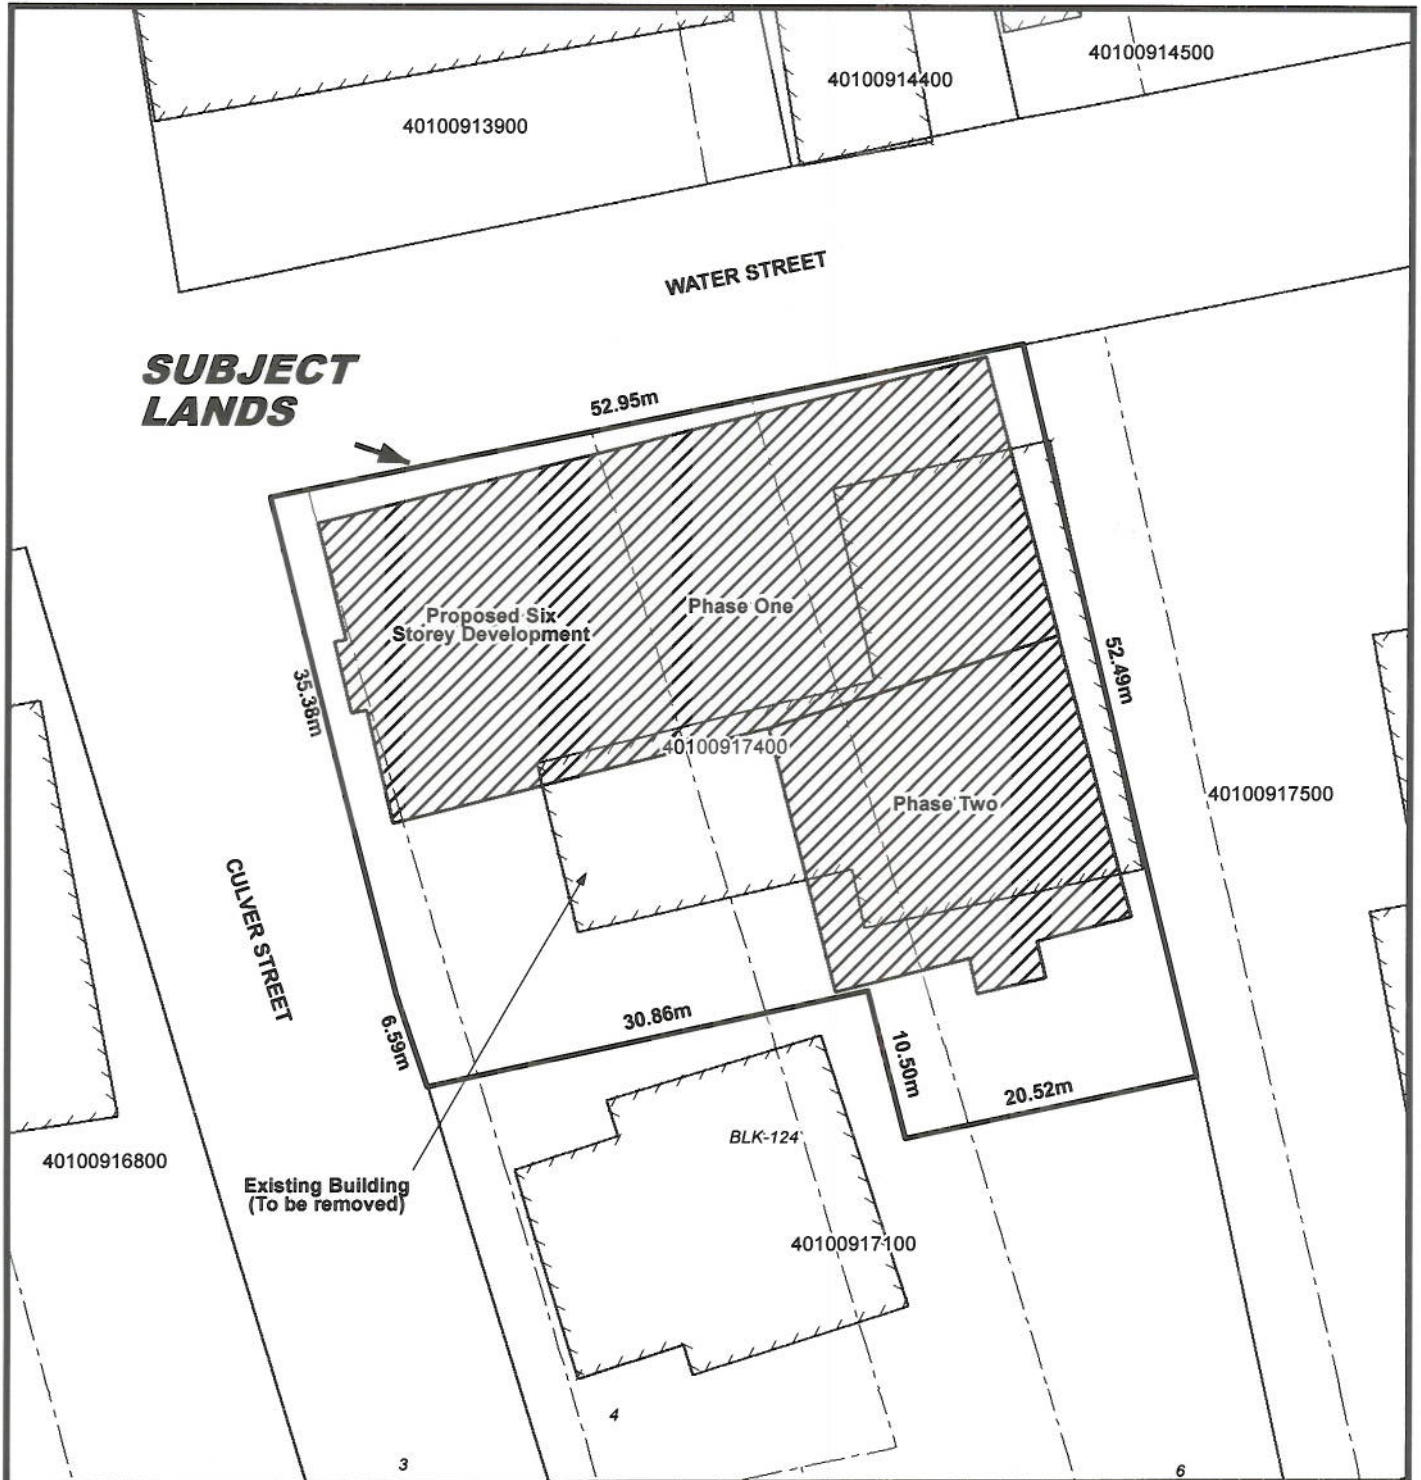 40100914500
40100914400
40100913900
WATER STREET
SUBJECT
LANDS
52.95m
Proposed Six
Storey Development
Phase One
35.38m
52.49m
40100917400
40100917500
Phase Two
CULVER STREET
6.59m
30.86m
10.50m
20.52m
BLK-124
40100916800
Existing Building
(To be removed)
40100917100
4
3
6